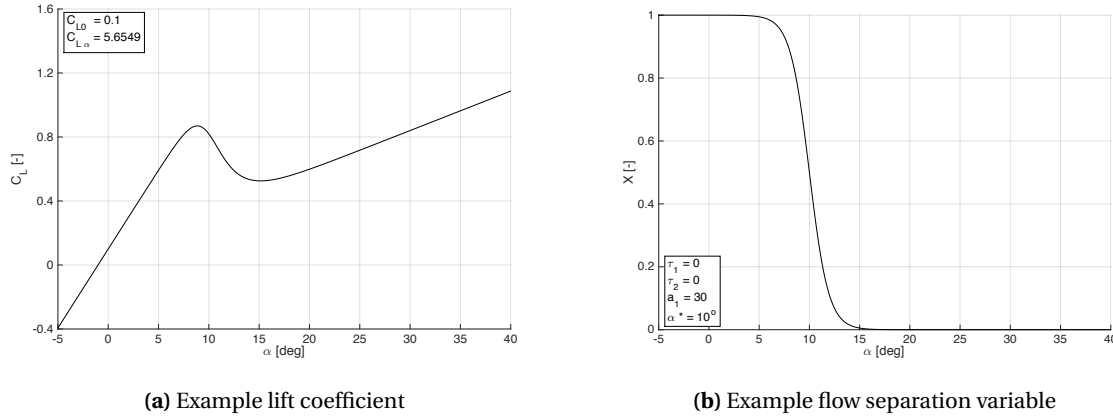 C_L0 = 0.1
C_L α = 5.6549
1.6
1.2
0.8
0.4
0
-0.4
C_L [-]
-5 0 5 10 15 20 25 30 35 40
α [deg]
(a) Example lift coefficient
1
0.8
0.6
0.4
0.2
0
X [-]
τ_1 = 0
τ_2 = 0
a_1 = 30
α * = 10°
-5 0 5 10 15 20 25 30 35 40
α [deg]
(b) Example flow separation variable